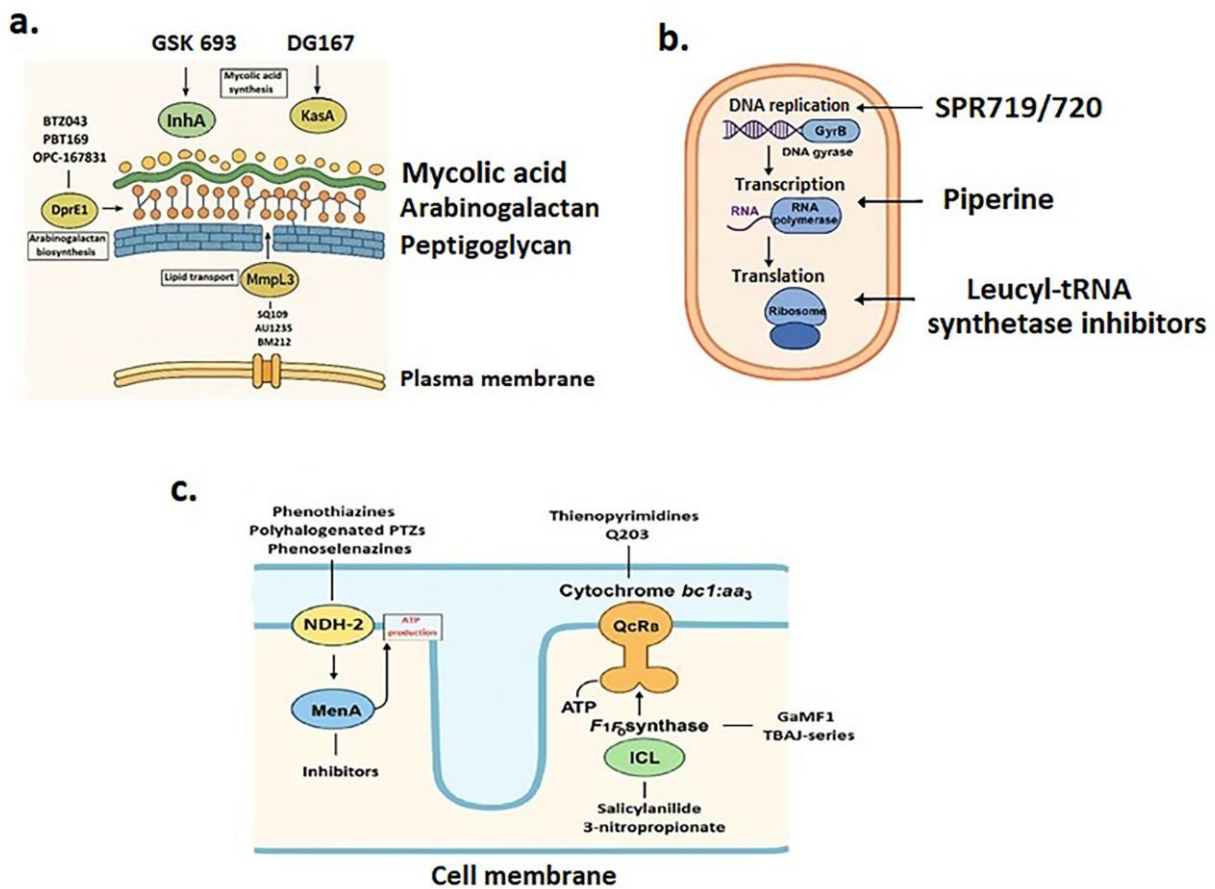 a.
GSK 693
DG167
Mycolic acid
synthesis
InhA
KasA
BTZ043
PBT169
OPC-167831
DprE1
Arabinogalactan
biosynthesis
Mycolic acid
Arabinogalactan
Peptigoglycan
Lipid transport
MmpL3
SQ109
AU1235
BM212
Plasma membrane
b.
DNA replication
GyrB
DNA gyrase
SPR719/720
Transcription
RNA
RNA
polymerase
Piperine
Translation
Ribosome
Leucyl-tRNA
synthetase inhibitors
c.
Phenothiazines
Polyhalogenated PTZs
Phenoselenazines
NDH-2
ATP
production
MenA
Inhibitors
Thienopyrimidines
Q203
Cytochrome bc1:aa3
QcRB
ATP
F1F0synthase
GaMF1
TBAJ-series
ICL
Salicylanilide
3-nitropropionate
Cell membrane